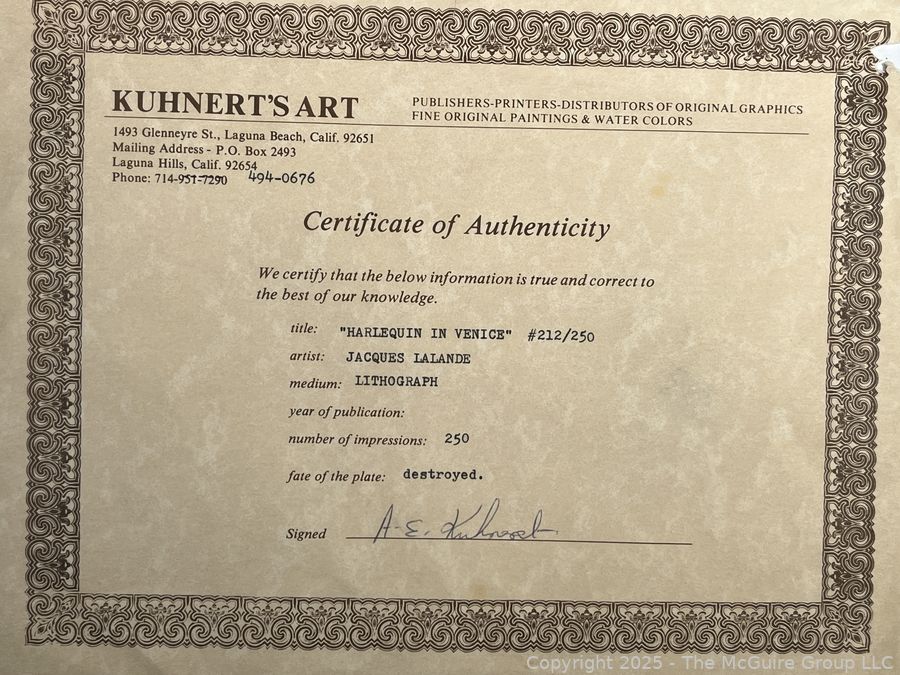 KUHNERT'S ART
PUBLISHERS-PRINTERS-DISTRIBUTORS OF ORIGINAL GRAPHICS
FINE ORIGINAL PAINTINGS & WATER COLORS
1493 Glenneyre St., Laguna Beach, Calif. 92651
Mailing Address - P.O. Box 2493
Laguna Hills, Calif. 92654
Phone: 714-951-7290 494-0676
Certificate of Authenticity
We certify that the below information is true and correct to
the best of our knowledge.
title: "HARLEQUIN IN VENICE" #212/250
artist: JACQUES LALANDE
medium: LITHOGRAPH
year of publication:
number of impressions: 250
fate of the plate: destroyed.
Signed A-E. Kuhnert
Copyright 2025 - The McGuire Group LLC